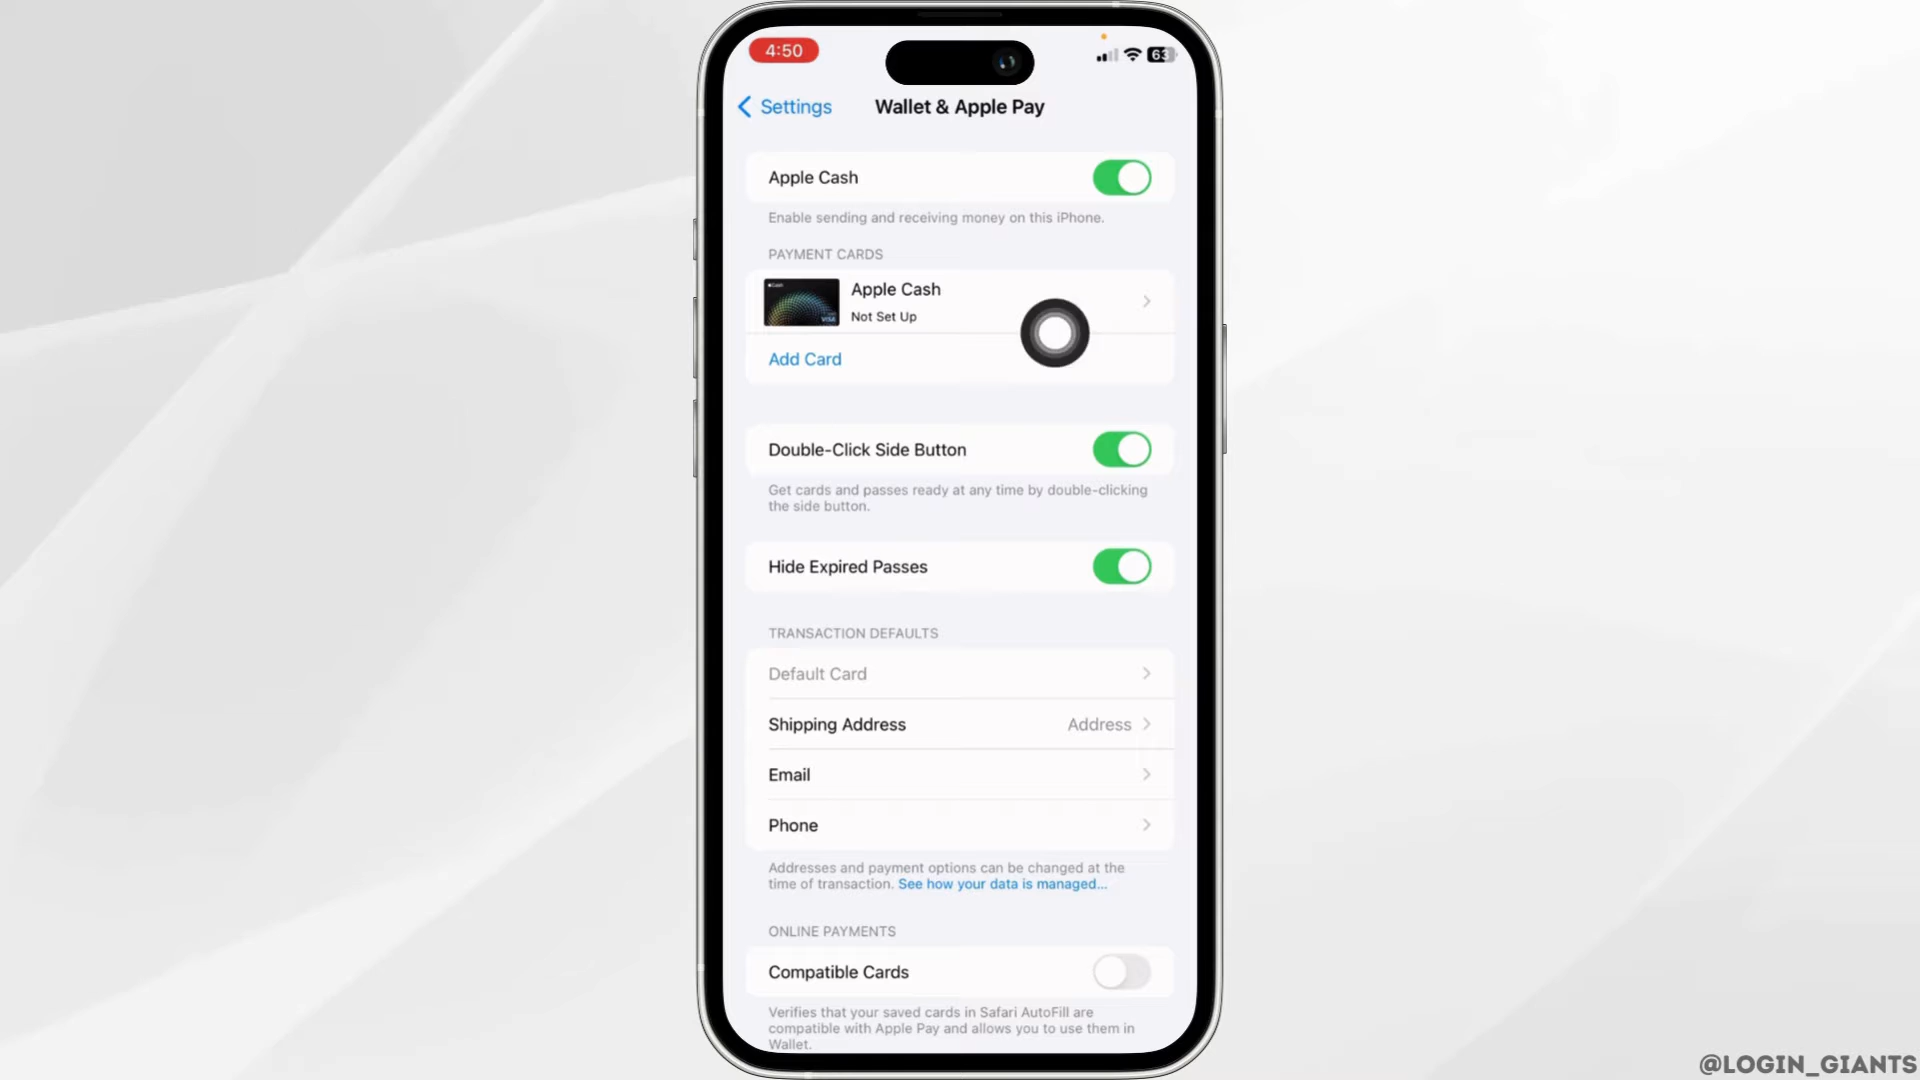 4:50
63
Settings
Wallet & Apple Pay
Apple Cash
Enable sending and receiving money on this iPhone.
PAYMENT CARDS
Cash
VISA
Apple Cash
Not Set Up
Add Card
Double-Click Side Button
Get cards and passes ready at any time by double-clicking
the side button.
Hide Expired Passes
TRANSACTION DEFAULTS
Default Card
Shipping Address
Address
Email
Phone
Addresses and payment options can be changed at the
time of transaction. See how your data is managed...
ONLINE PAYMENTS
Compatible Cards
Verifies that your saved cards in Safari AutoFill are
compatible with Apple Pay and allows you to use them in
Wallet.
@LOGIN_GIANTS